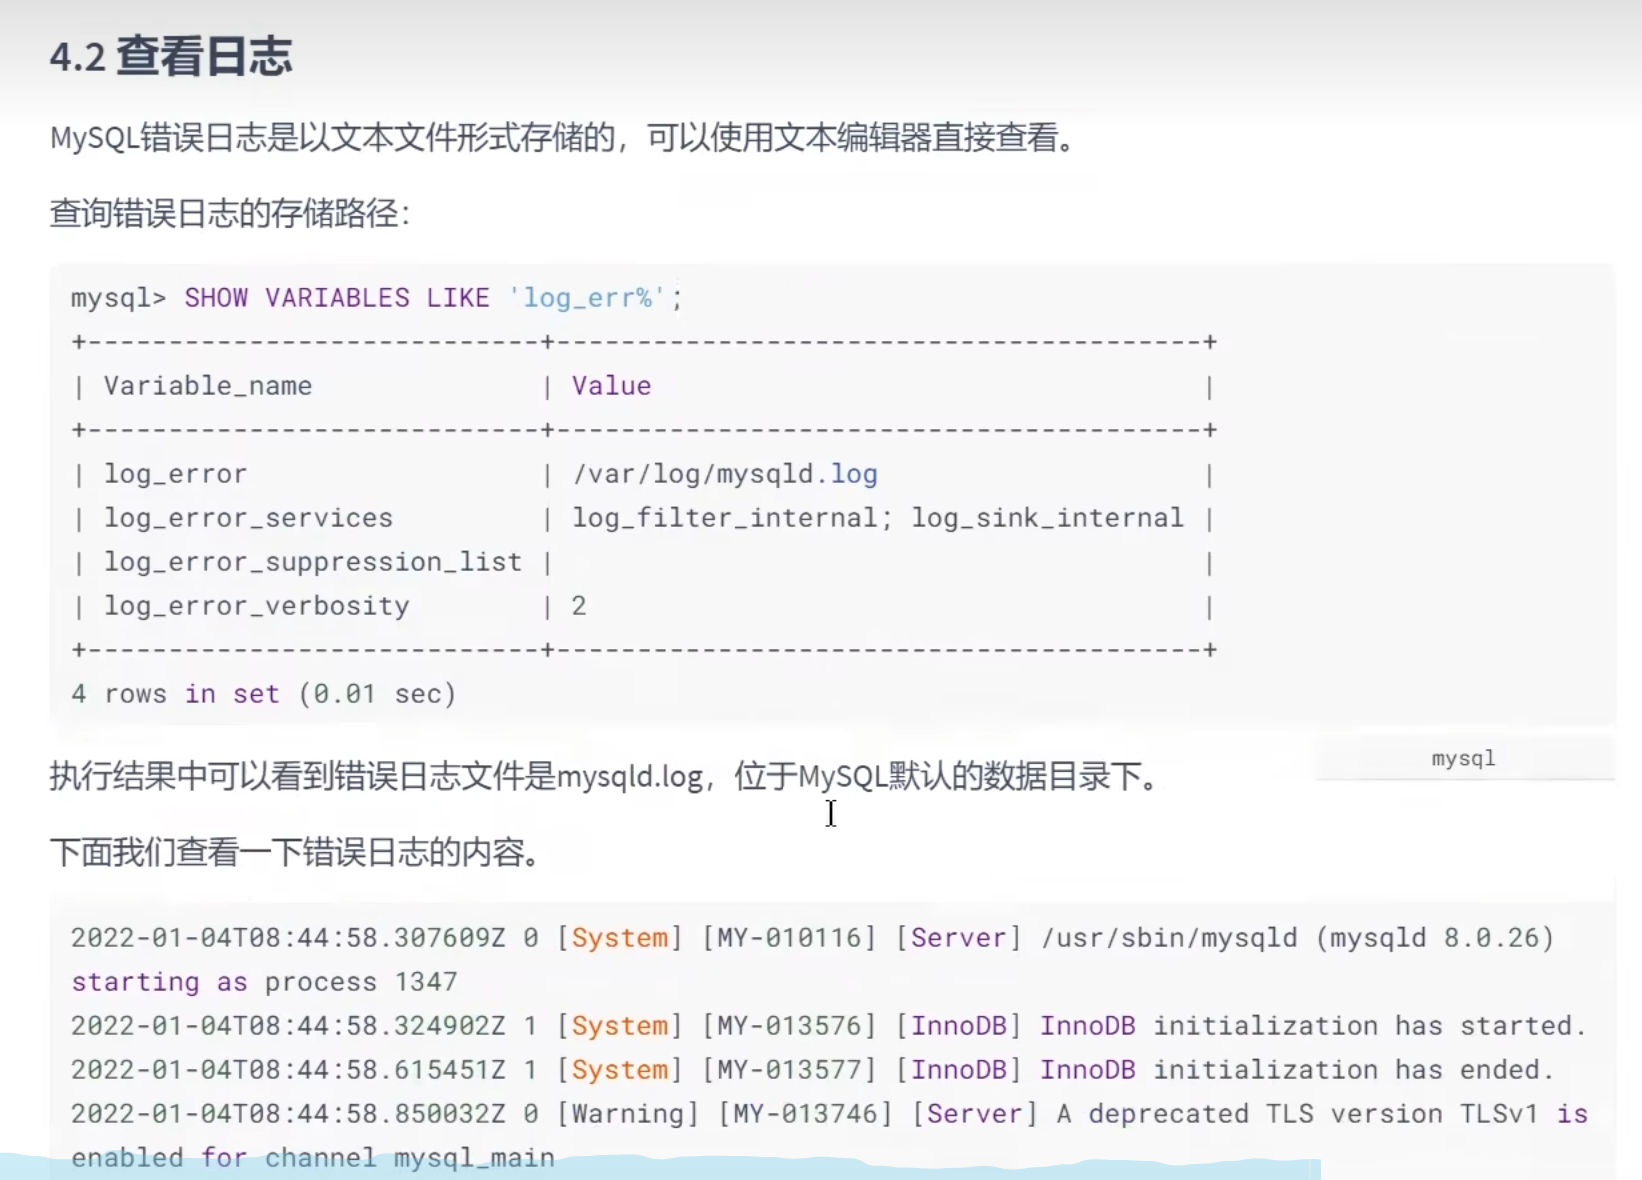 4.2 查看日志
MySQL错误日志是以文本文件形式存储的，可以使用文本编辑器直接查看。
查询错误日志的存储路径：
mysql> SHOW VARIABLES LIKE 'log_err%';
+----------------------------+----------------------------------------+
| Variable_name              | Value                                  |
+----------------------------+----------------------------------------+
| log_error                  | /var/log/mysqld.log                    |
| log_error_services         | log_filter_internal; log_sink_internal |
| log_error_suppression_list |                                        |
| log_error_verbosity        | 2                                      |
+----------------------------+----------------------------------------+
4 rows in set (0.01 sec)
mysql
执行结果中可以看到错误日志文件是mysqld.log，位于MySQL默认的数据目录下。
下面我们查看一下错误日志的内容。
2022-01-04T08:44:58.307609Z 0 [System] [MY-010116] [Server] /usr/sbin/mysqld (mysqld 8.0.26)
starting as process 1347
2022-01-04T08:44:58.324902Z 1 [System] [MY-013576] [InnoDB] InnoDB initialization has started.
2022-01-04T08:44:58.615451Z 1 [System] [MY-013577] [InnoDB] InnoDB initialization has ended.
2022-01-04T08:44:58.850032Z 0 [Warning] [MY-013746] [Server] A deprecated TLS version TLSv1 is
enabled for channel mysql_main